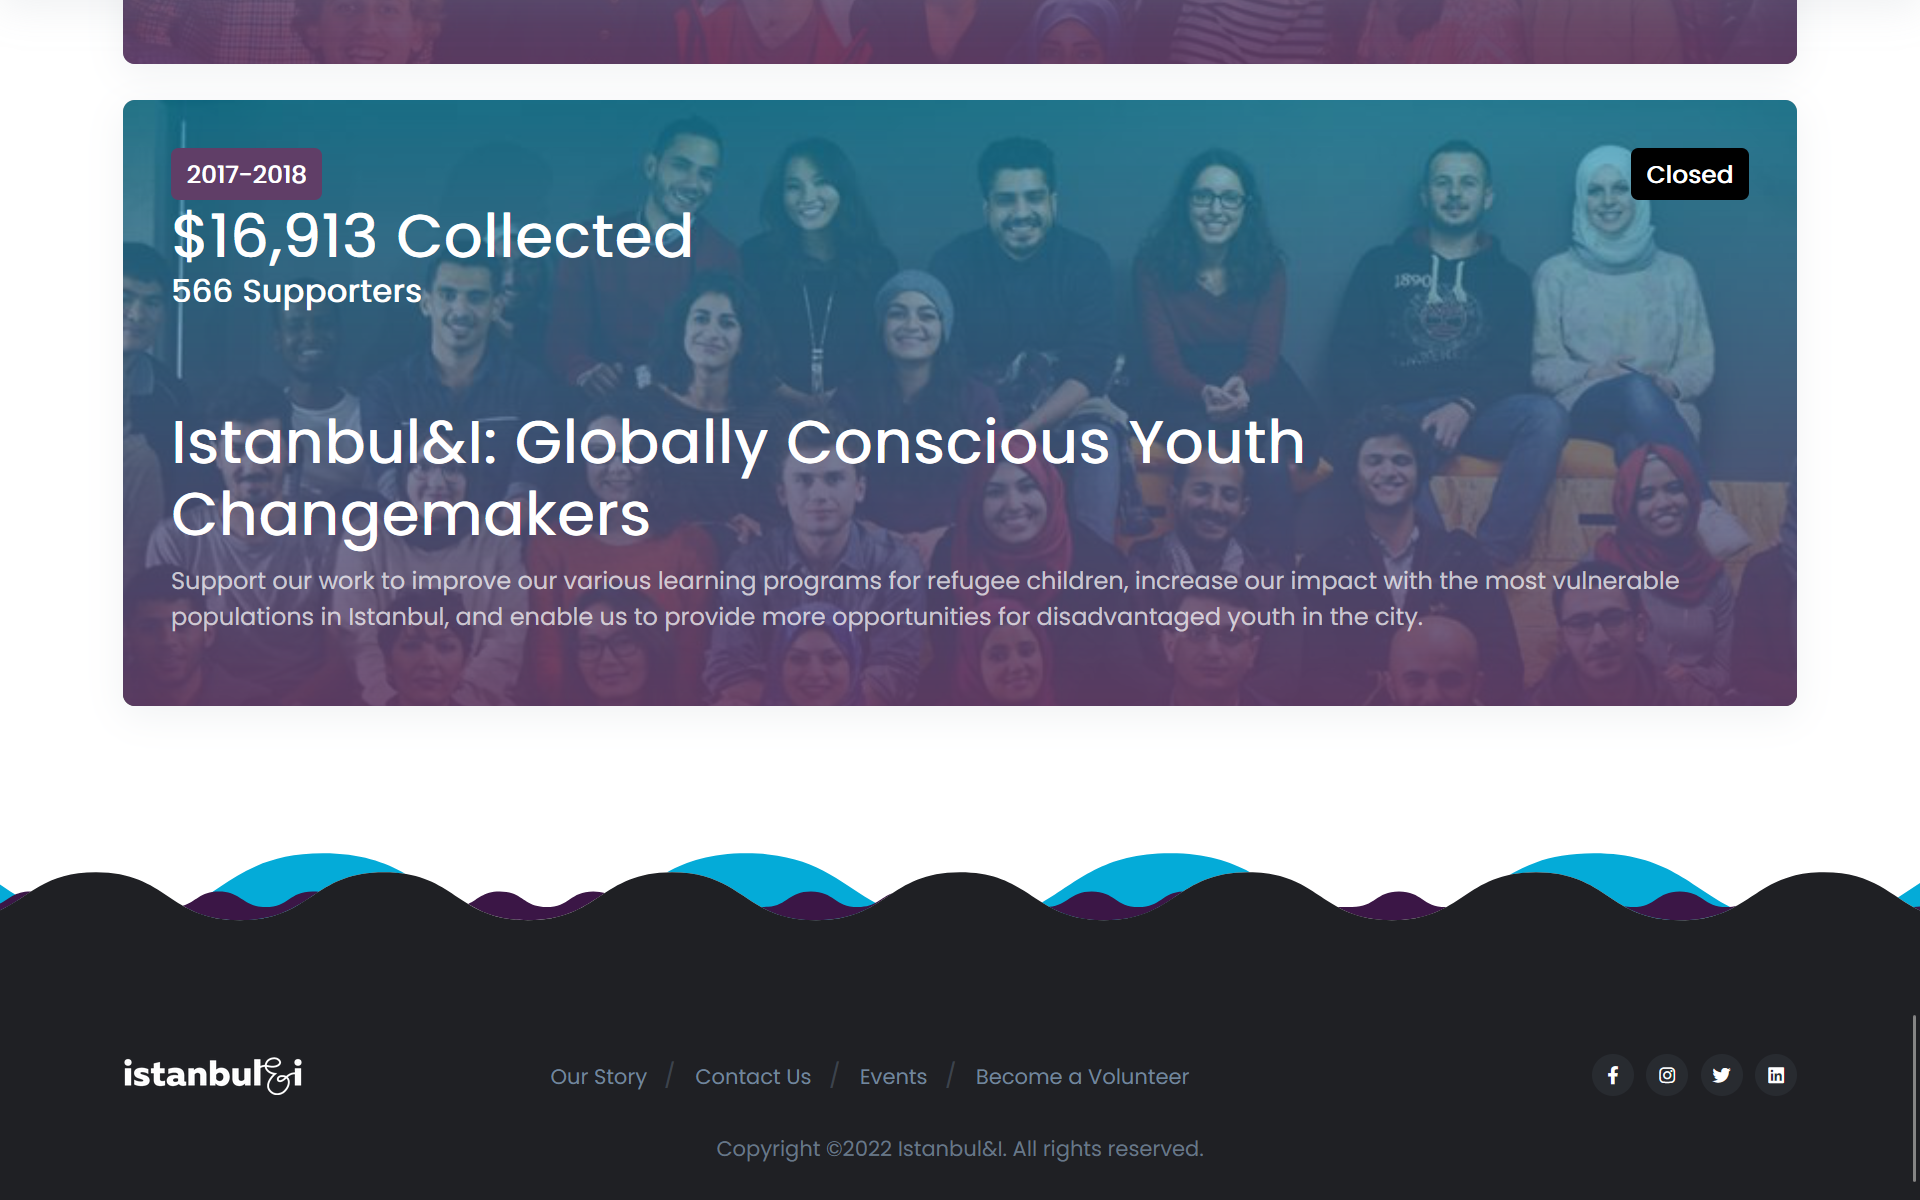 2017-2018
Closed
$16,913 Collected
566 Supporters
1890
Istanbul&I: Globally Conscious Youth
Changemakers
Support our work to improve our various learning programs for refugee children, increase our impact with the most vulnerable
populations in Istanbul, and enable us to provide more opportunities for disadvantaged youth in the city.
istanbul&i
Our Story / Contact Us / Events / Become a Volunteer
Copyright ©2022 Istanbul&I. All rights reserved.